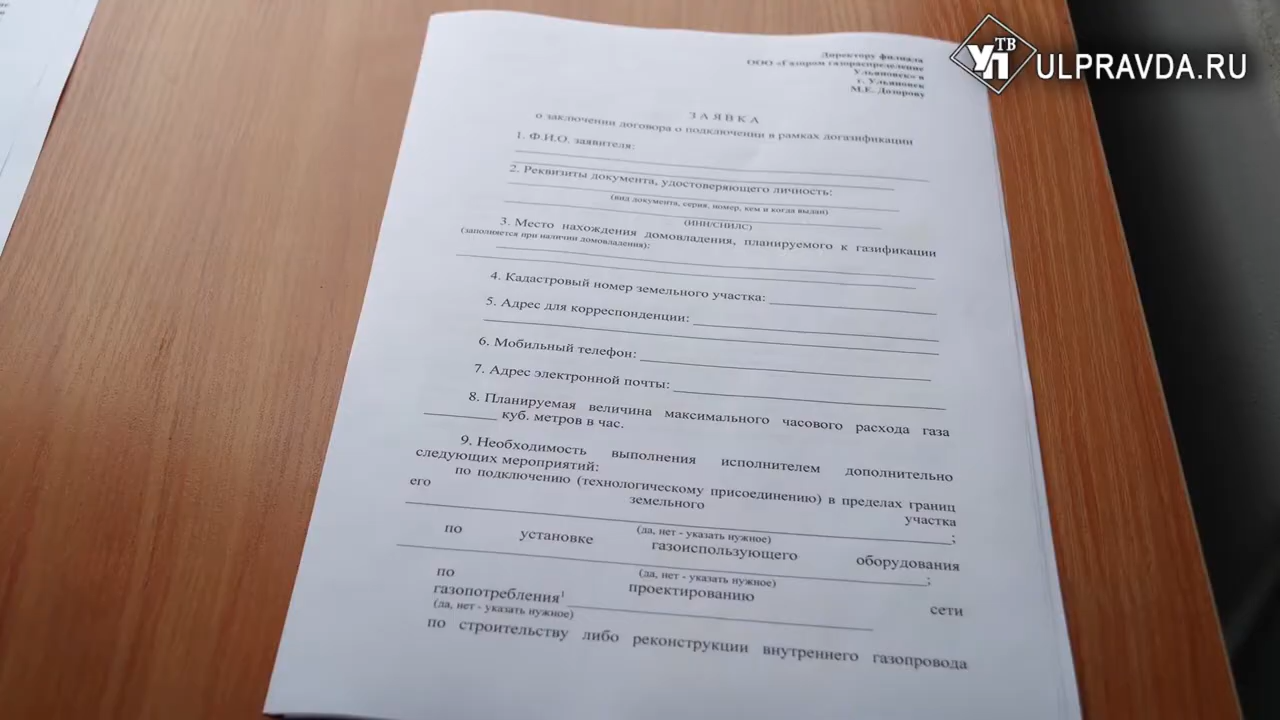 УП ТВ ULPRAVDA.RU
Директору филиала
ООО «Газпром газораспределение
Ульяновск» в
г. Ульяновск
М.Е. Дозорову
ЗАЯВКА
о заключении договора о подключении в рамках догазификации
1. Ф.И.О. заявителя:
2. Реквизиты документа, удостоверяющего личность:
(вид документа, серия, номер, кем и когда выдан)
(ИНН/СНИЛС)
3. Место нахождения домовладения, планируемого к газификации
(заполняется при наличии домовладения):
4. Кадастровый номер земельного участка:
5. Адрес для корреспонденции:
6. Мобильный телефон:
7. Адрес электронной почты:
8. Планируемая величина максимального часового расхода газа
куб. метров в час.
9. Необходимость выполнения исполнителем дополнительно
следующих мероприятий:
по подключению (технологическому присоединению) в пределах границ
его земельного участка
;
(да, нет - указать нужное)
по установке газоиспользующего оборудования
;
(да, нет - указать нужное)
по проектированию сети
газопотребления¹
(да, нет - указать нужное)
по строительству либо реконструкции внутреннего газопровода